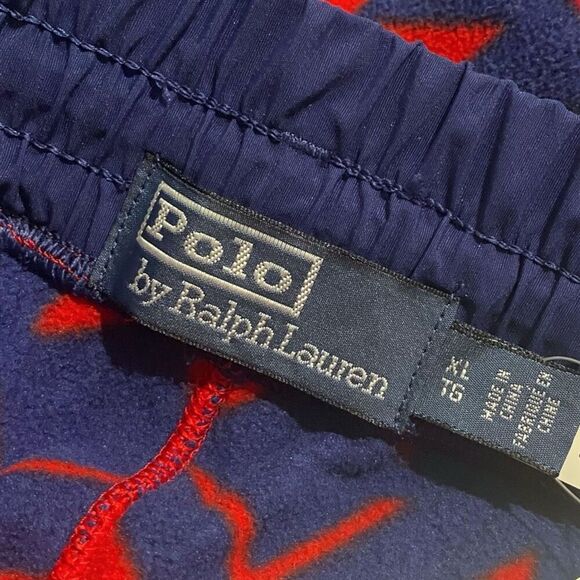 Polo
by Ralph Lauren
XL
TG
MADE IN
CHINA
FABRIQUÉ EN
CHINE